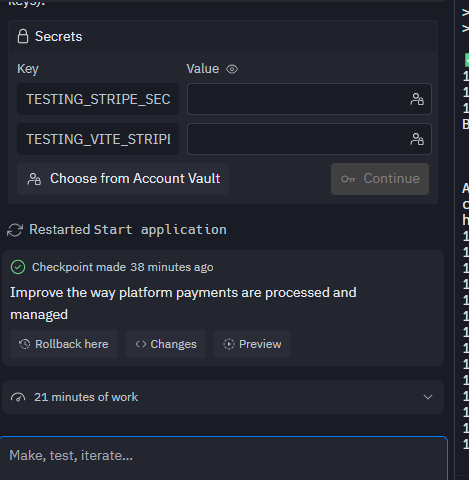 keys):
Secrets
Key Value
TESTING_STRIPE_SEC
TESTING_VITE_STRIP
Choose from Account Vault Continue
Restarted Start application
Checkpoint made 38 minutes ago
Improve the way platform payments are processed and
managed
Rollback here Changes Preview
21 minutes of work
Make, test, iterate...